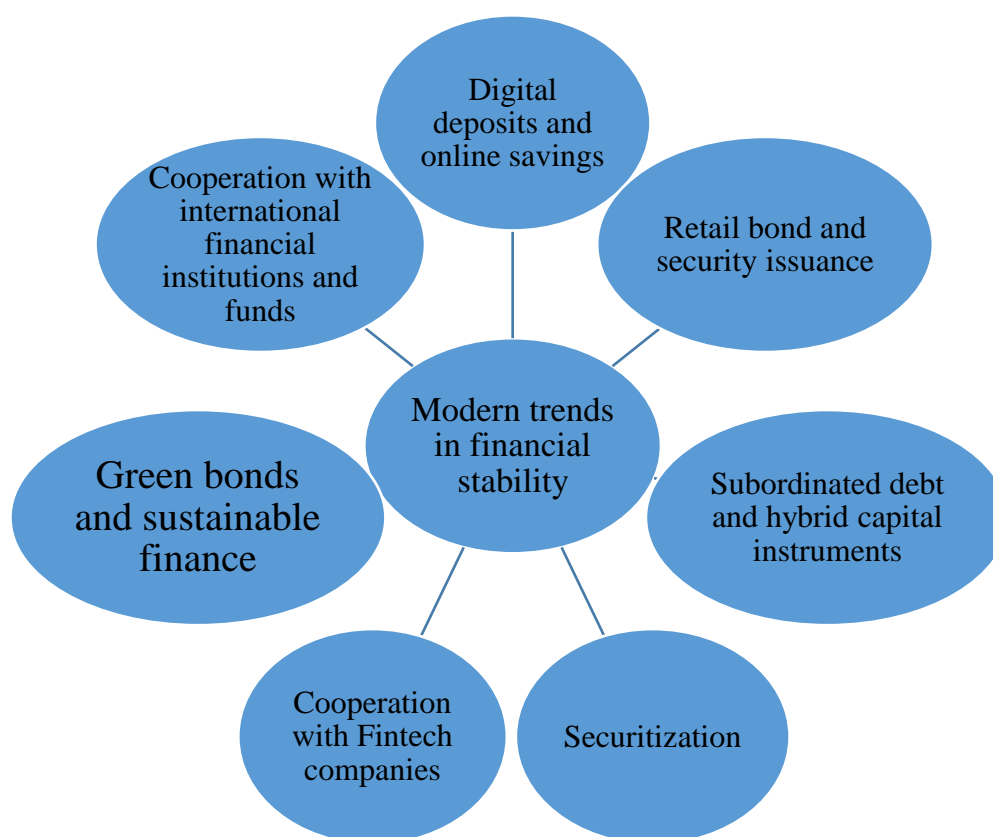 Digital
deposits and
online savings
Cooperation with
international
financial
institutions and
funds
Retail bond and
security issuance
Modern trends
in financial
stability
Green bonds
and sustainable
finance
Subordinated debt
and hybrid capital
instruments
Cooperation
with Fintech
companies
Securitization